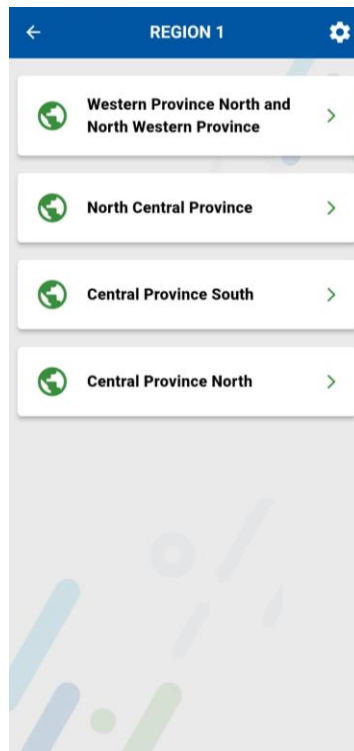 REGION 1
Western Province North and
North Western Province
North Central Province
Central Province South
Central Province North